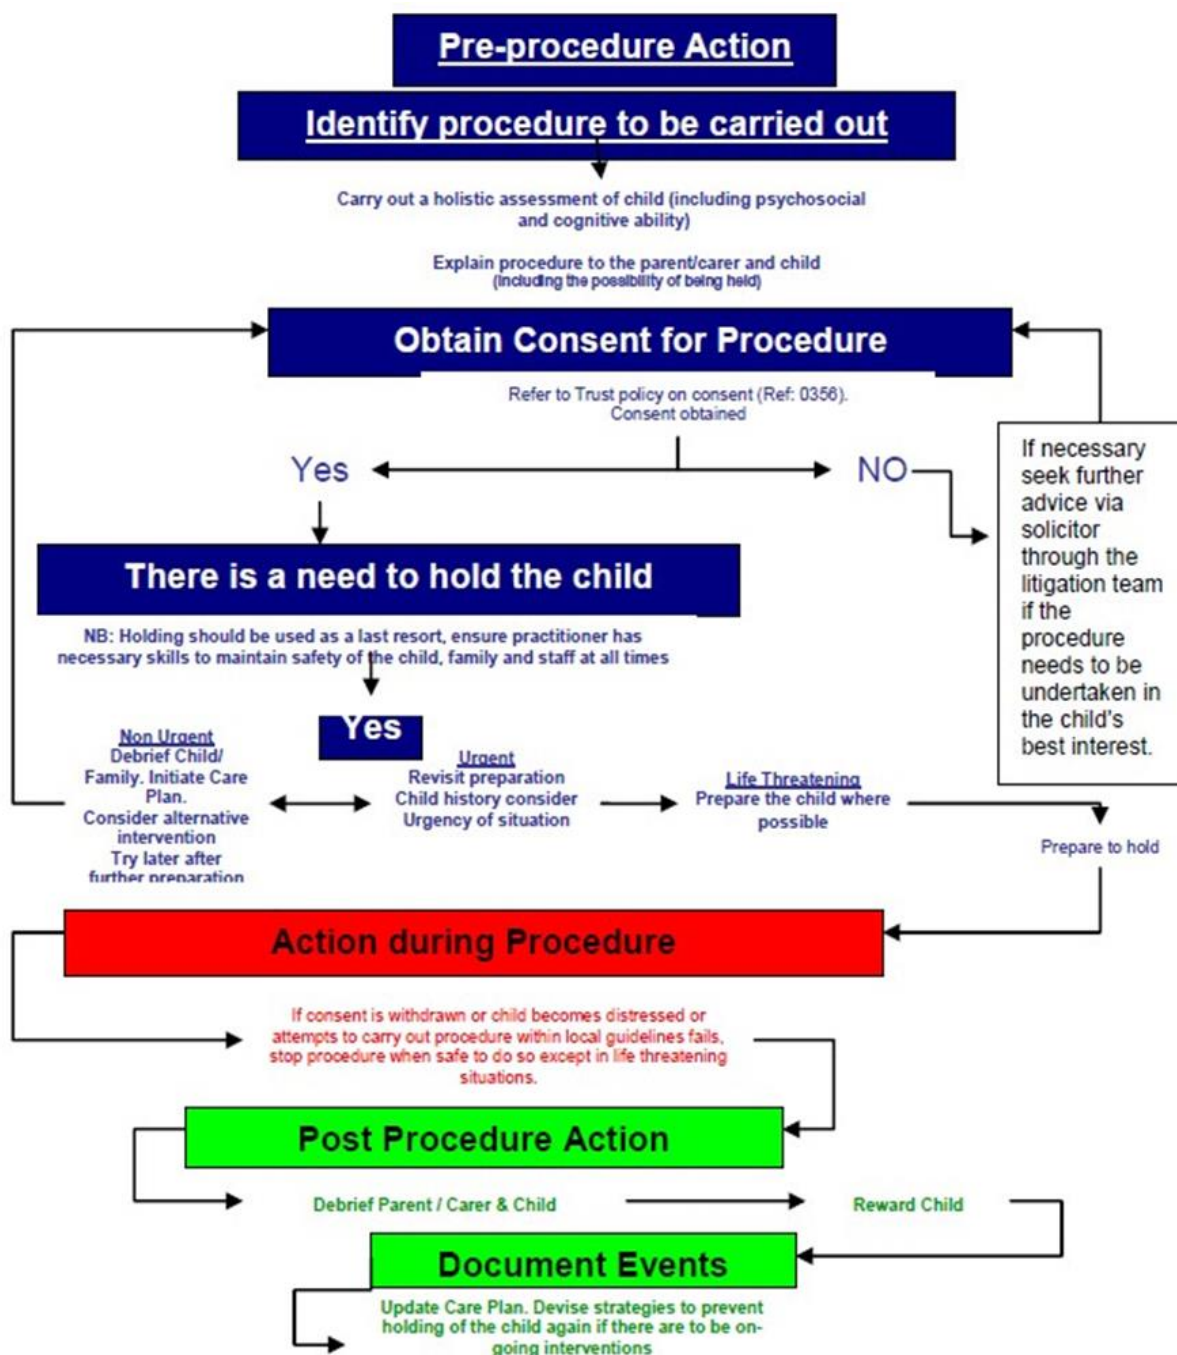 Pre-procedure Action
Identify procedure to be carried out
Carry out a holistic assessment of child (including psychosocial
and cognitive ability)
Explain procedure to the parent/carer and child
(including the possibility of being held)
Obtain Consent for Procedure
Refer to Trust policy on consent (Ref: 0356).
Consent obtained
Yes
NO
If necessary
seek further
advice via
solicitor
through the
litigation team
if the
procedure
needs to be
undertaken in
the child's
best interest.
There is a need to hold the child
NB: Holding should be used as a last resort, ensure practitioner has
necessary skills to maintain safety of the child, family and staff at all times
Yes
Non Urgent
Debrief Child/
Family. Initiate Care
Plan.
Consider alternative
intervention
Try later after
further preparation
Urgent
Revisit preparation
Child history consider
Urgency of situation
Life Threatening
Prepare the child where
possible
Prepare to hold
Action during Procedure
If consent is withdrawn or child becomes distressed or
attempts to carry out procedure within local guidelines fails,
stop procedure when safe to do so except in life threatening
situations.
Post Procedure Action
Debrief Parent / Carer & Child
Reward Child
Document Events
Update Care Plan. Devise strategies to prevent
holding of the child again if there are to be on-
going interventions